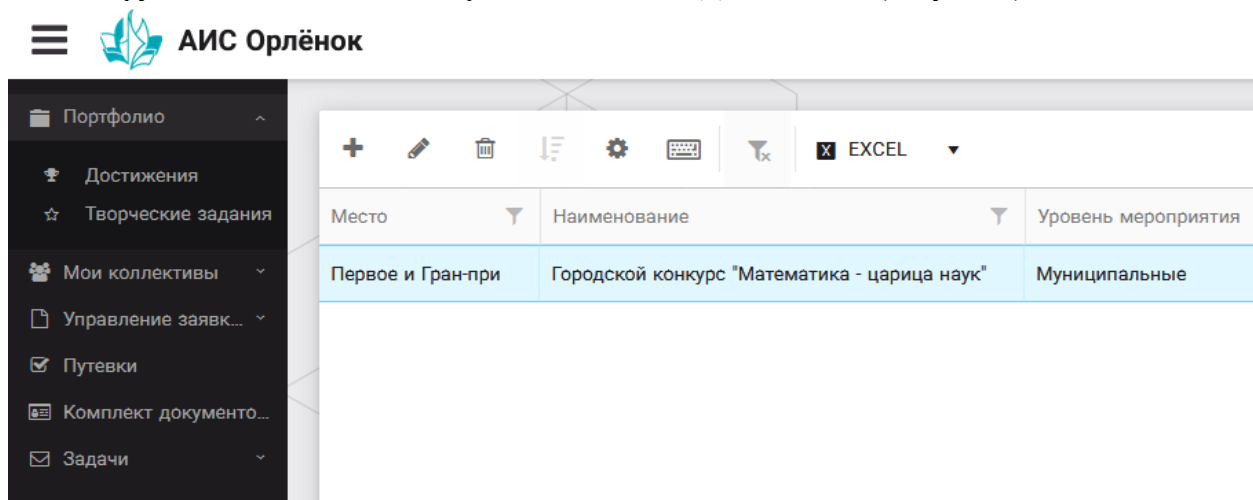 АИС Орлёнок
Портфолио
Достижения
Творческие задания
Мои коллективы
Управление заявк...
Путевки
Комплект документо...
Задачи
X EXCEL
Место
Наименование
Уровень мероприятия
Первое и Гран-при
Городской конкурс "Математика - царица наук"
Муниципальные